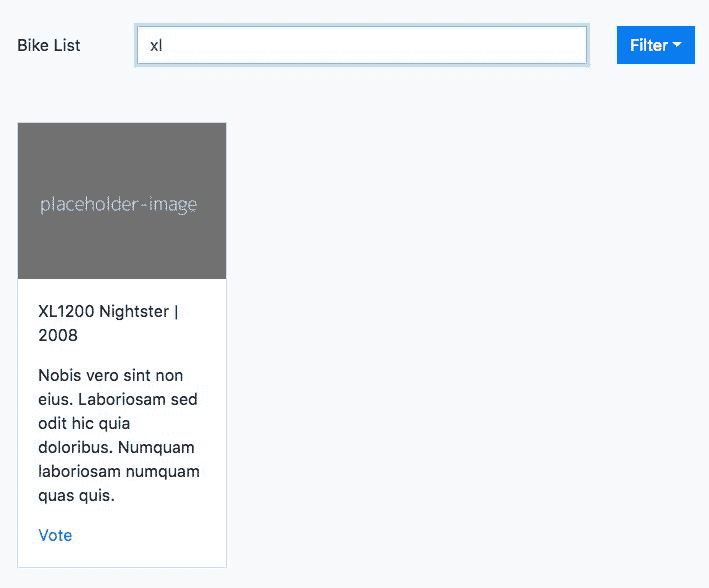 Bike List
xl
Filter
placeholder-image
XL1200 Nightster |
2008
Nobis vero sint non
eius. Laboriosam sed
odit hic quia
doloribus. Numquam
laboriosam numquam
quas quis.
Vote